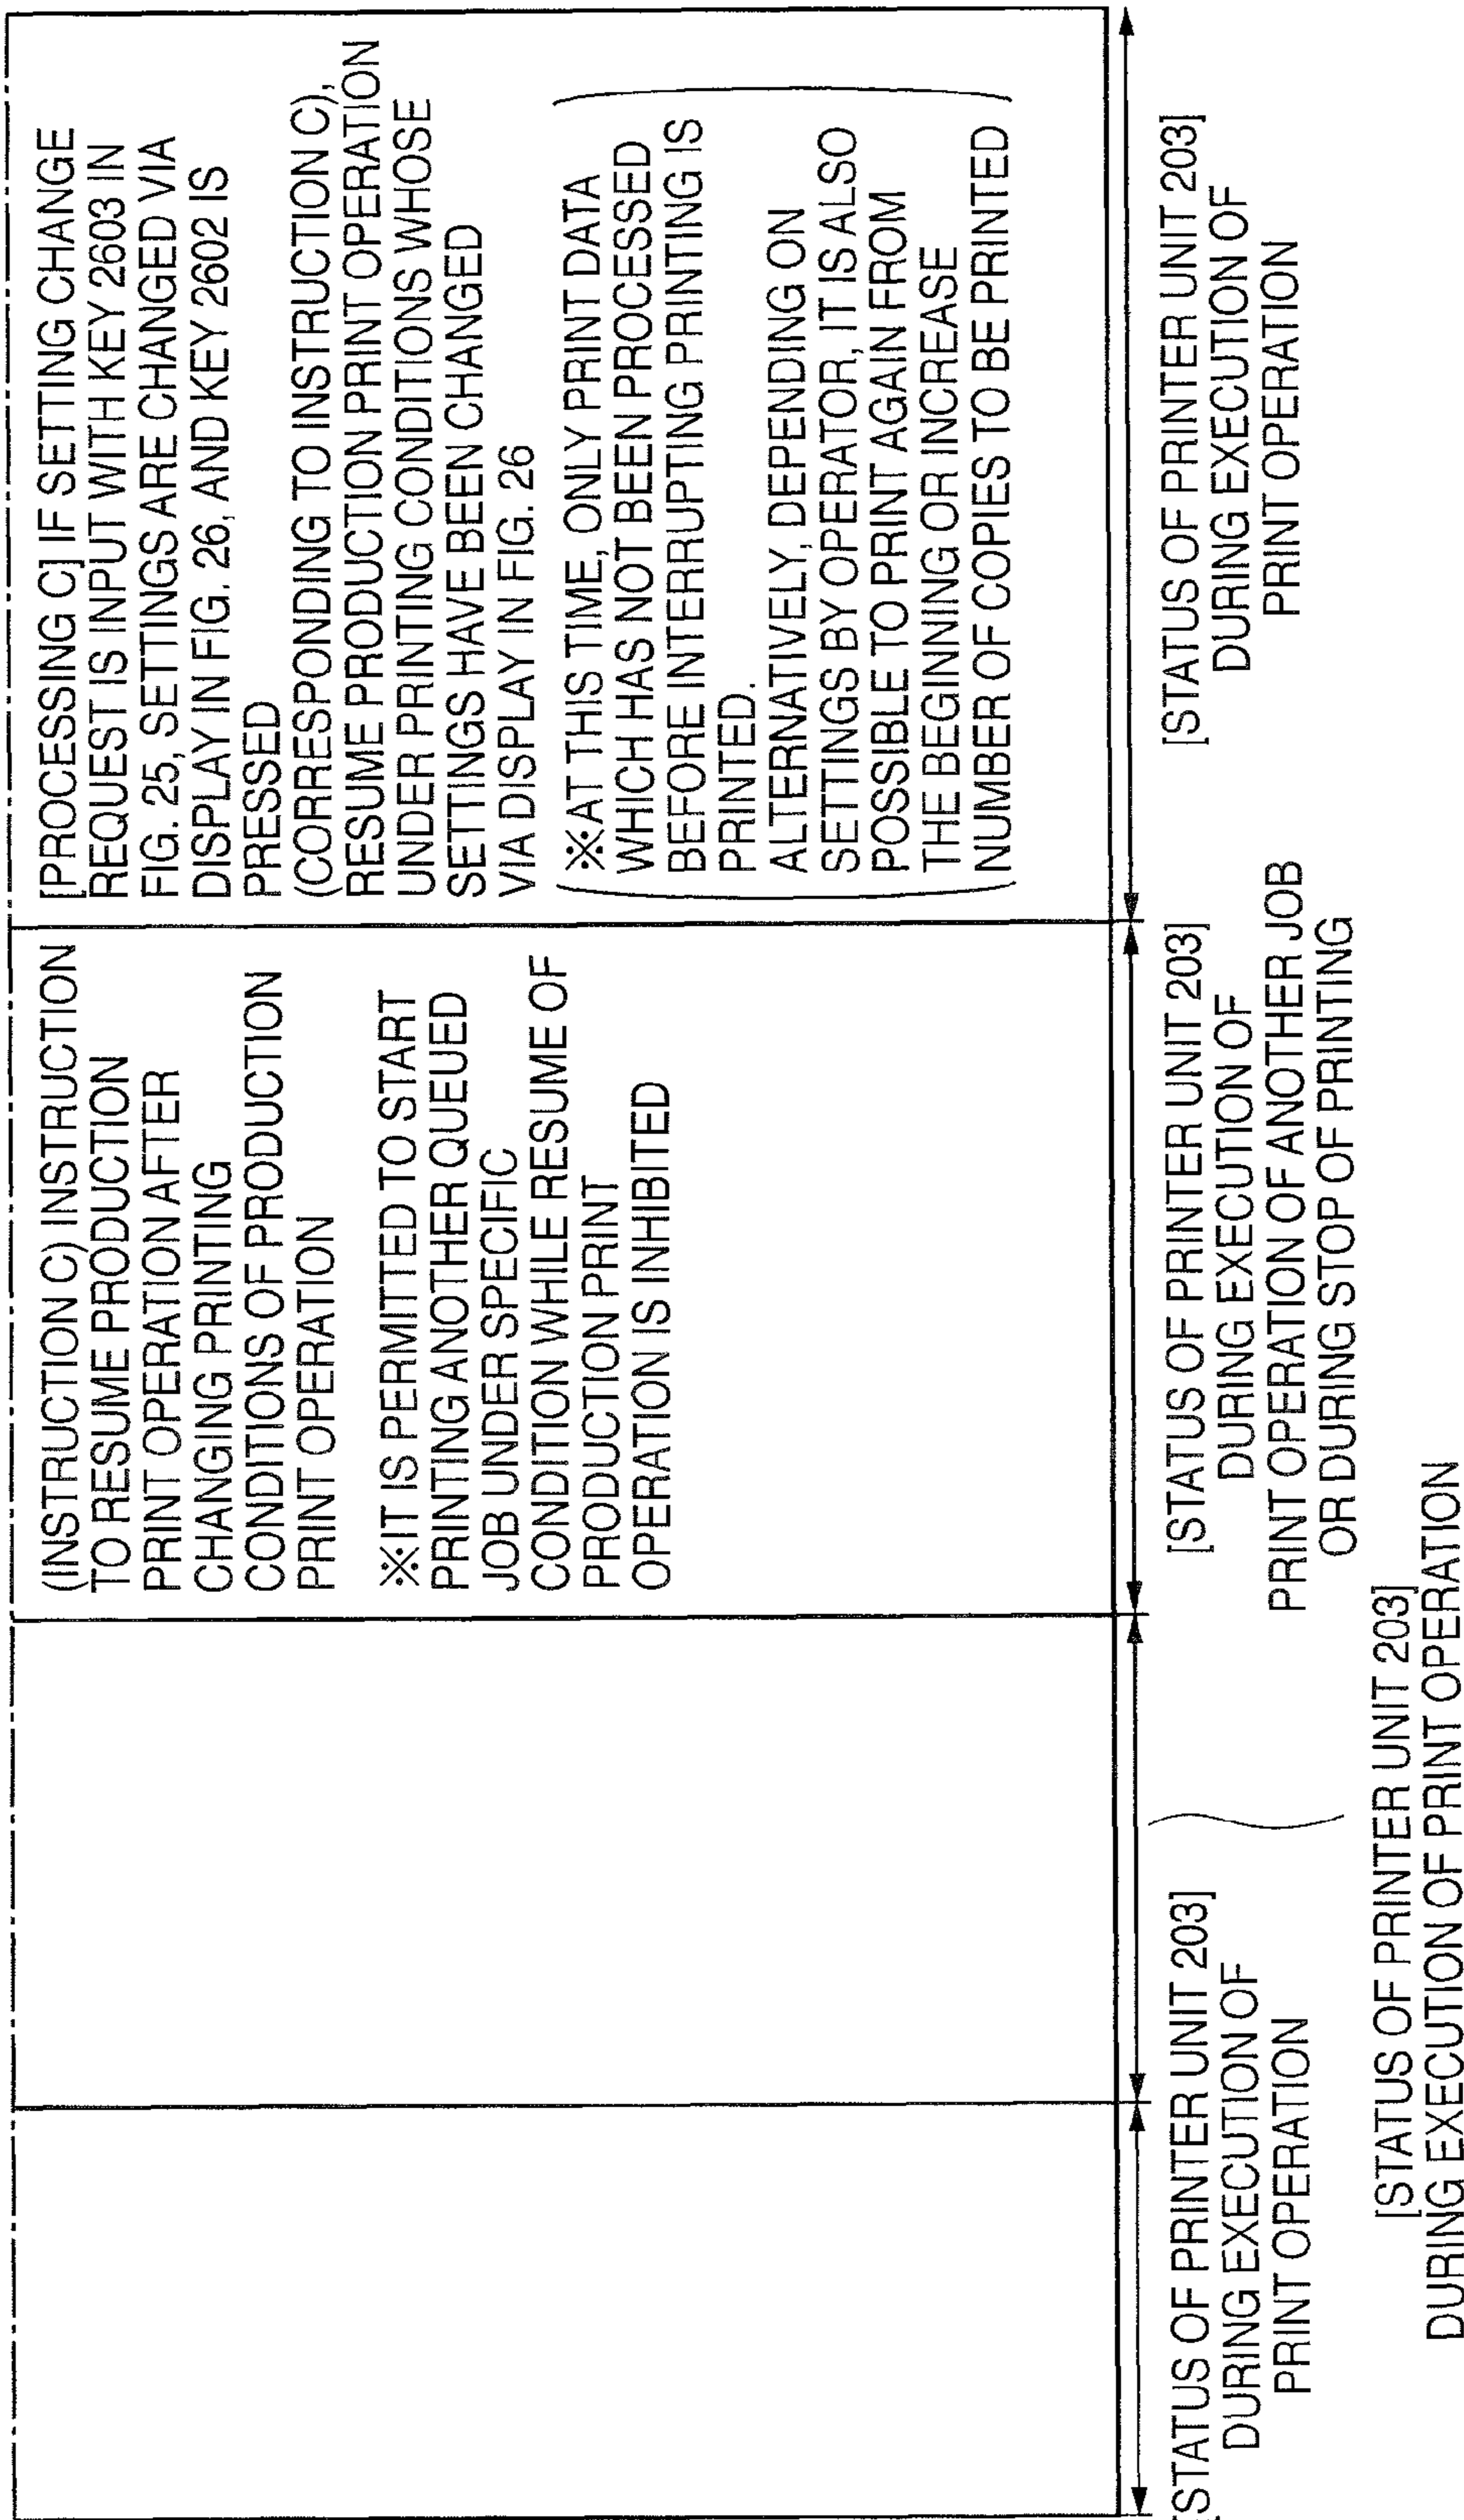 (INSTRUCTION C) INSTRUCTION
TO RESUME PRODUCTION
PRINT OPERATION AFTER
CHANGING PRINTING
CONDITIONS OF PRODUCTION
PRINT OPERATION
※IT IS PERMITTED TO START
PRINTING ANOTHER QUEUED
JOB UNDER SPECIFIC
CONDITION WHILE RESUME OF
PRODUCTION PRINT
OPERATION IS INHIBITED
[PROCESSING C] IF SETTING CHANGE
REQUEST IS INPUT WITH KEY 2603 IN
FIG. 25, SETTINGS ARE CHANGED VIA
DISPLAY IN FIG. 26, AND KEY 2602 IS
PRESSED
(CORRESPONDING TO INSTRUCTION C),
RESUME PRODUCTION PRINT OPERATION
UNDER PRINTING CONDITIONS WHOSE
SETTINGS HAVE BEEN CHANGED
VIA DISPLAY IN FIG. 26
※AT THIS TIME, ONLY PRINT DATA
WHICH HAS NOT BEEN PROCESSED
BEFORE INTERRUPTING PRINTING IS
PRINTED.
ALTERNATIVELY, DEPENDING ON
SETTINGS BY OPERATOR, IT IS ALSO
POSSIBLE TO PRINT AGAIN FROM
THE BEGINNING OR INCREASE
NUMBER OF COPIES TO BE PRINTED
[STATUS OF PRINTER UNIT 203]
DURING EXECUTION OF
PRINT OPERATION
[STATUS OF PRINTER UNIT 203]
DURING EXECUTION OF PRINT OPERATION
[STATUS OF PRINTER UNIT 203]
DURING EXECUTION OF
PRINT OPERATION OF ANOTHER JOB
OR DURING STOP OF PRINTING
[STATUS OF PRINTER UNIT 203]
DURING EXECUTION OF
PRINT OPERATION